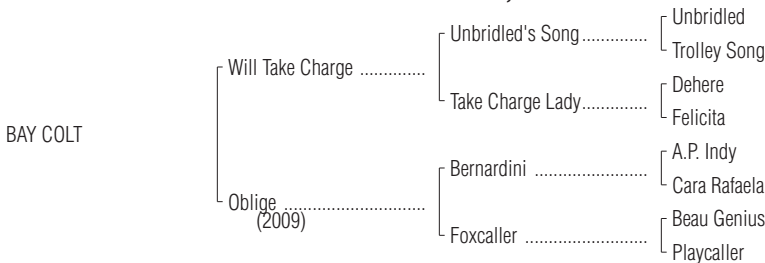 Unbridled
Unbridled's Song ..............
Trolley Song
Will Take Charge ..............
Dehere
Take Charge Lady..............
Felicita
BAY COLT
A.P. Indy
Bernardini ........................
Cara Rafaela
Oblige ..............................
(2009)
Beau Genius
Foxcaller ..........................
Playcaller